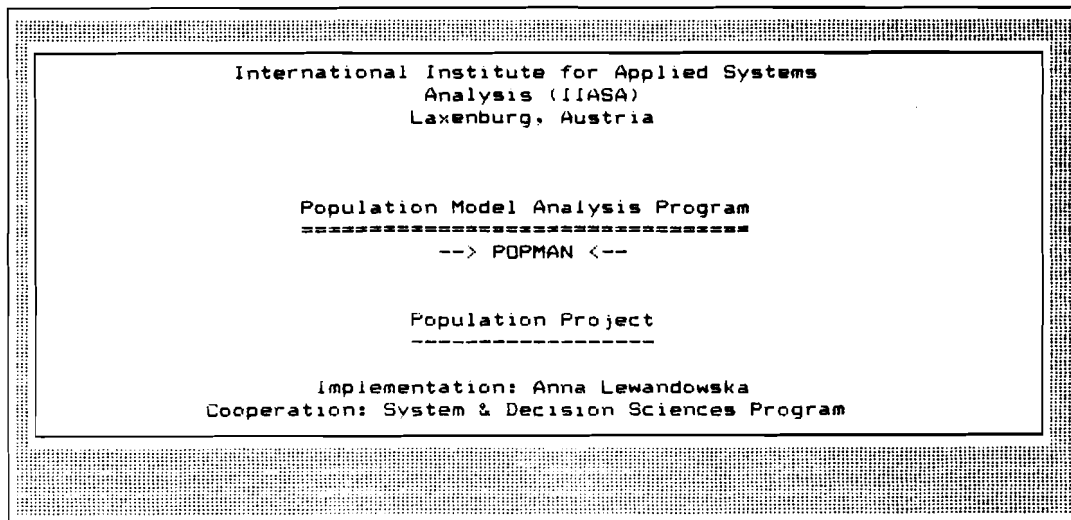 International Institute for Applied Systems
Analysis (IIASA)
Laxenburg, Austria
Population Model Analysis Program
=================================
--> POPMAN <--
Population Project
------------------
Implementation: Anna Lewandowska
Cooperation: System & Decision Sciences Program